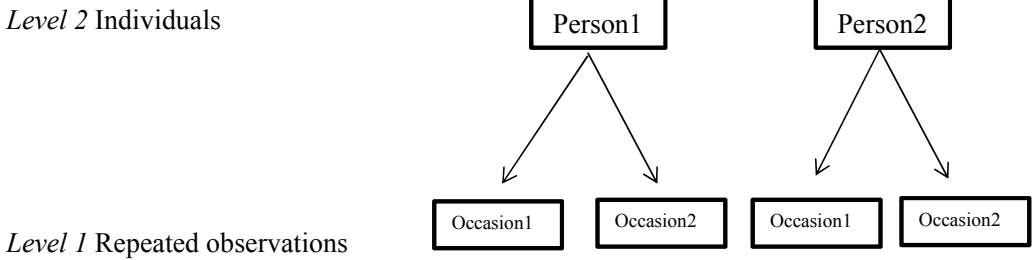 Level 2 Individuals
Person1 Person2
Occasion1 Occasion2 Occasion1 Occasion2
Level 1 Repeated observations